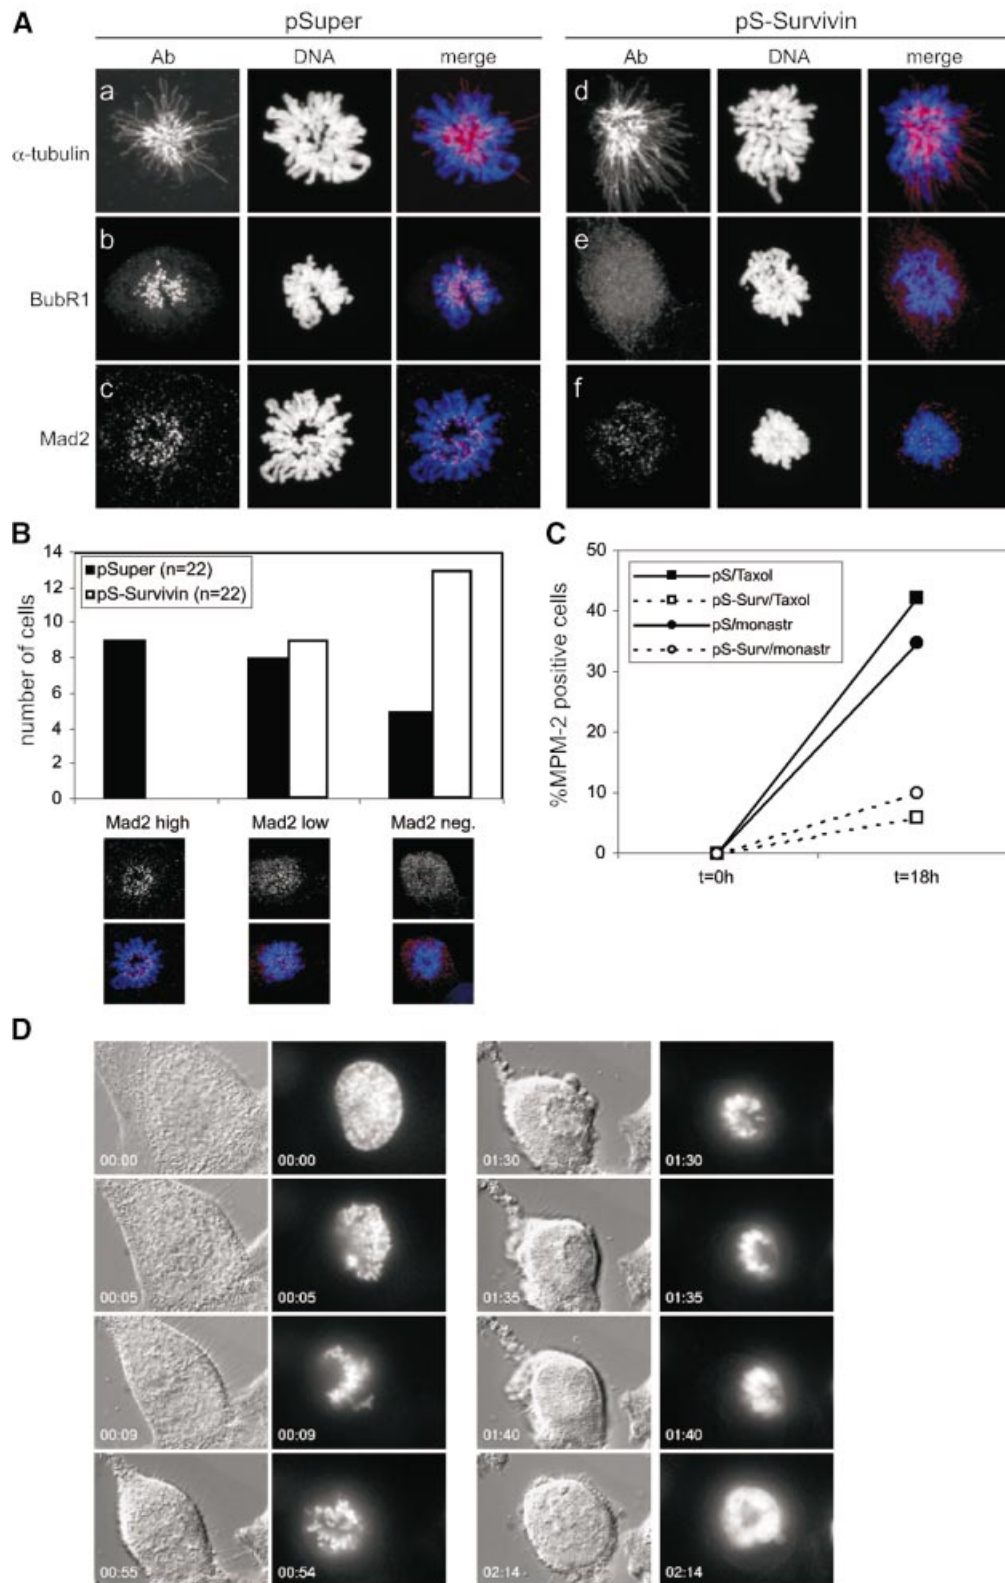 A
pSuper
pS-Survivin
Ab
DNA
merge
Ab
DNA
merge
a
d
α-tubulin
b
e
BubR1
c
f
Mad2
B
14
12
10
8
6
4
2
0
number of cells
pSuper (n=22)
pS-Survivin (n=22)
Mad2 high
Mad2 low
Mad2 neg.
C
50
40
30
20
10
0
%MPM-2 positive cells
pS/Taxol
pS-Surv/Taxol
pS/monastr
pS-Surv/monastr
t=0h
t=18h
D
00:00
00:00
01:30
01:30
00:05
00:05
01:35
01:35
00:09
00:09
01:40
01:40
00:55
00:54
02:14
02:14